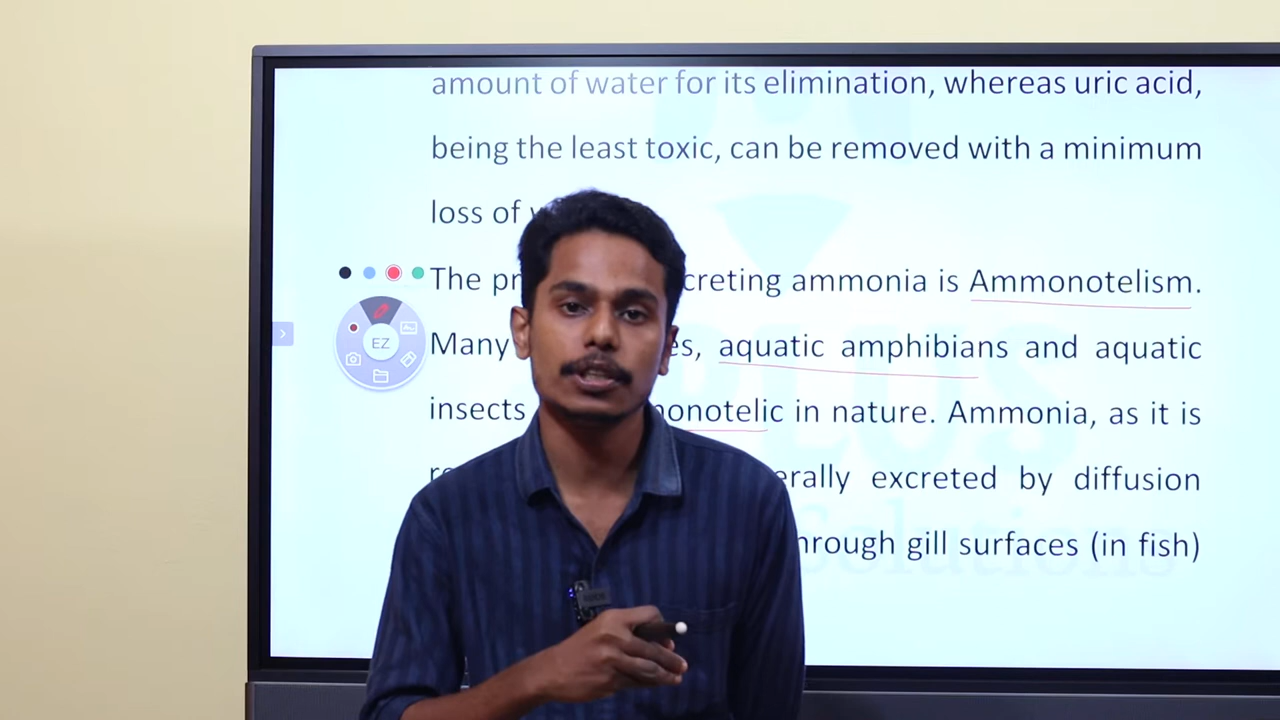 amount of water for its elimination, whereas uric acid,
being the least toxic, can be removed with a minimum
loss of
The creting ammonia is Ammonotelism.
EZ
Many es, aquatic amphibians and aquatic
insects onotelic in nature. Ammonia, as it is
erally excreted by diffusion
hrough gill surfaces (in fish)
Solutions